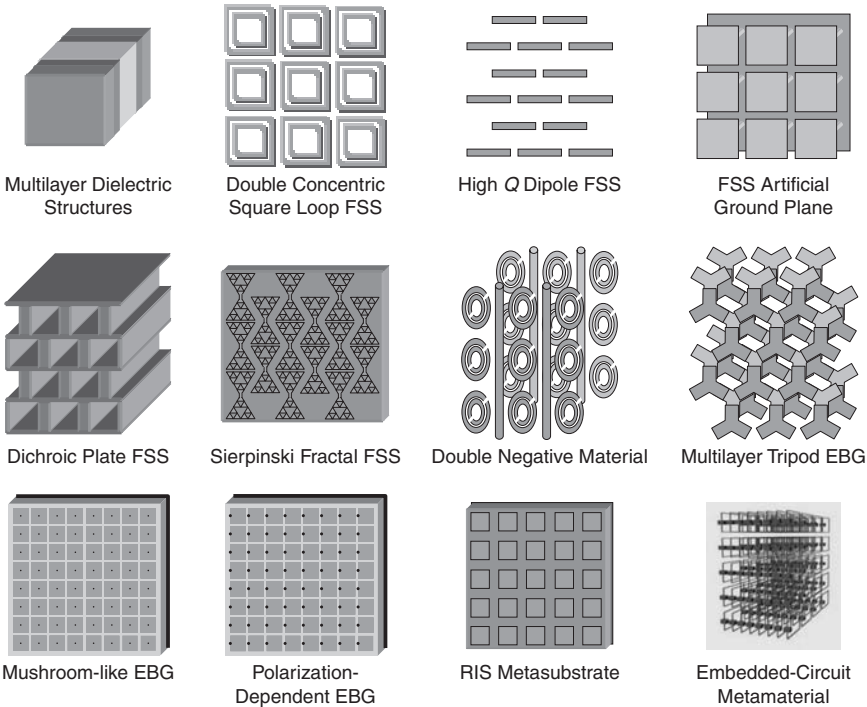 Multilayer Dielectric
Structures
Double Concentric
Square Loop FSS
High Q Dipole FSS
FSS Artificial
Ground Plane
Dichroic Plate FSS
Sierpinski Fractal FSS
Double Negative Material
Multilayer Tripod EBG
Mushroom-like EBG
Polarization-
Dependent EBG
RIS Metasubstrate
Embedded-Circuit
Metamaterial